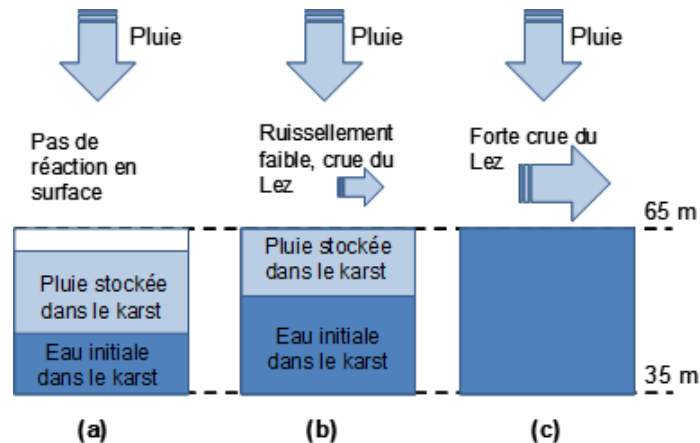 Pluie
Pas de
réaction en
surface
Pluie stockée
dans le karst
Eau initiale
dans le karst
(a)
Pluie
Ruissellement
faible, crue du
Lez
Pluie stockée
dans le karst
Eau initiale
dans le karst
(b)
Pluie
Forte crue du
Lez
(c)
65 m
35 m